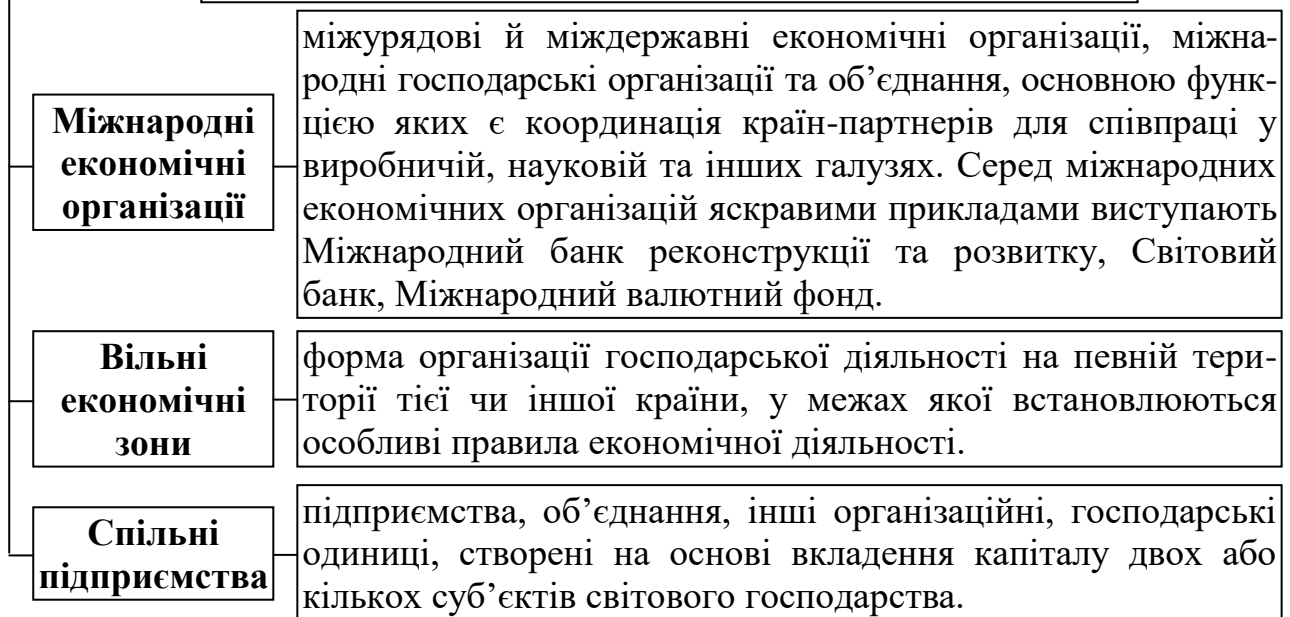 Міжнародні
економічні
організації
міжурядові й міждержавні економічні організації, міжна-
родні господарські організації та об’єднання, основною функ-
цією яких є координація країн-партнерів для співпраці у
виробничій, науковій та інших галузях. Серед міжнародних
економічних організацій яскравими прикладами виступають
Міжнародний банк реконструкції та розвитку, Світовий
банк, Міжнародний валютний фонд.
Вільні
економічні
зони
форма організації господарської діяльності на певній тери-
торії тієї чи іншої країни, у межах якої встановлюються
особливі правила економічної діяльності.
Спільні
підприємства
підприємства, об’єднання, інші організаційні, господарські
одиниці, створені на основі вкладення капіталу двох або
кількох суб’єктів світового господарства.